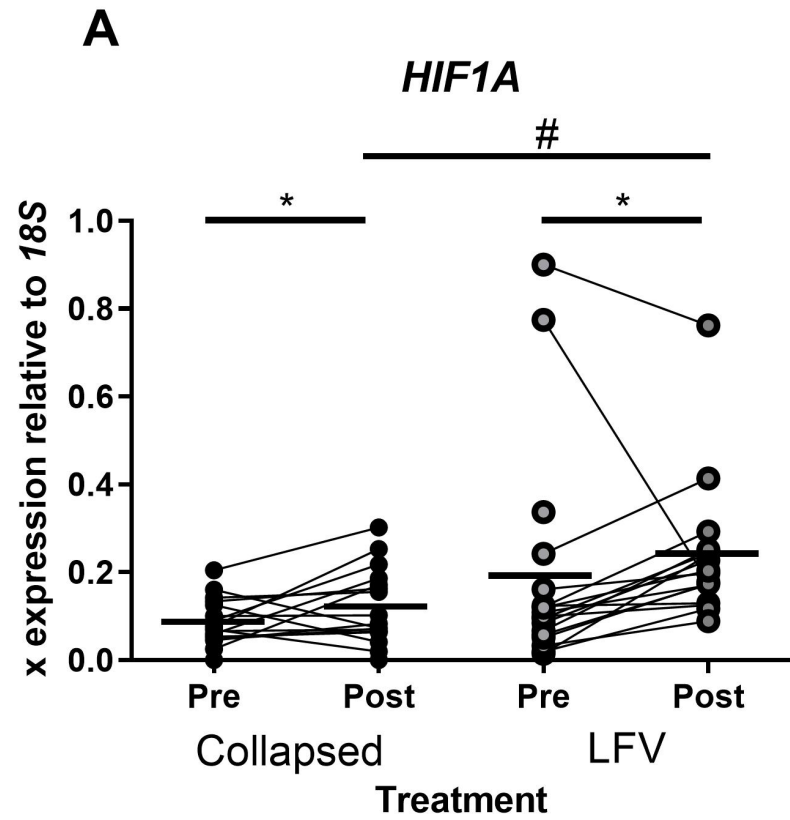 A
HIF1A
#
* *
x expression relative to 18S
1.0
0.8
0.6
0.4
0.2
0.0
Pre Post Pre Post
Collapsed LFV
Treatment